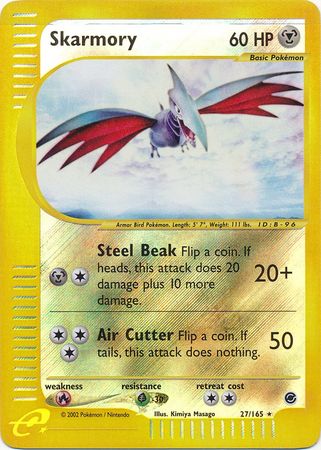 Skarmory 60 HP
Basic Pokémon
Armor Bird Pokémon. Length: 5' 7", Weight: 111 lbs. ID:B-96
Steel Beak Flip a coin. If
heads, this attack does 20
damage plus 10 more
damage.
20+
Air Cutter Flip a coin. If
tails, this attack does nothing.
50
weakness resistance retreat cost
-30
e
© 2002 Pokémon / Nintendo Illus. Kimiya Masago 27/165 ★